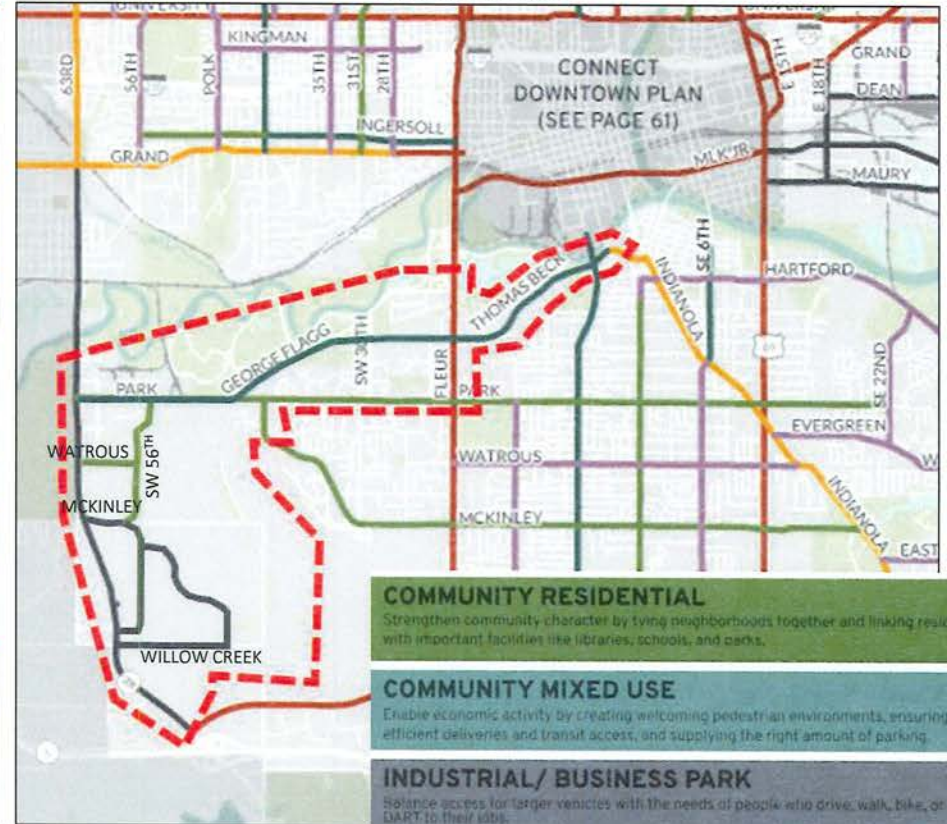 UNIVERSITY
KINGMAN
63RD
56TH
POLK
35TH
31ST
28TH
INGERSOLL
GRAND
CONNECT
DOWNTOWN PLAN
(SEE PAGE 61)
E 18TH
GRAND
DEAN
MLK JR
MAURY
THOMAS BECK
INDIANOLA
SE 6TH
HARTFORD
GEORGE FLAGG
FLEUR
PARK
PARK
SE 22ND
EVERGREEN
WATROUS
SW 56TH
WATROUS
MCKINLEY
MCKINLEY
INDIANOLA
EAST
WILLOW CREEK
COMMUNITY RESIDENTIAL
Strengthen community character by tying neighborhoods together and linking
with important facilities like libraries, schools, and parks.
COMMUNITY MIXED USE
Enable economic activity by creating welcoming pedestrian environments, ensuring
efficient deliveries and transit access, and supplying the right amount of parking.
INDUSTRIAL/ BUSINESS PARK
Balance access for larger vehicles with the needs of people who drive, walk, bike, or
DART to their jobs.